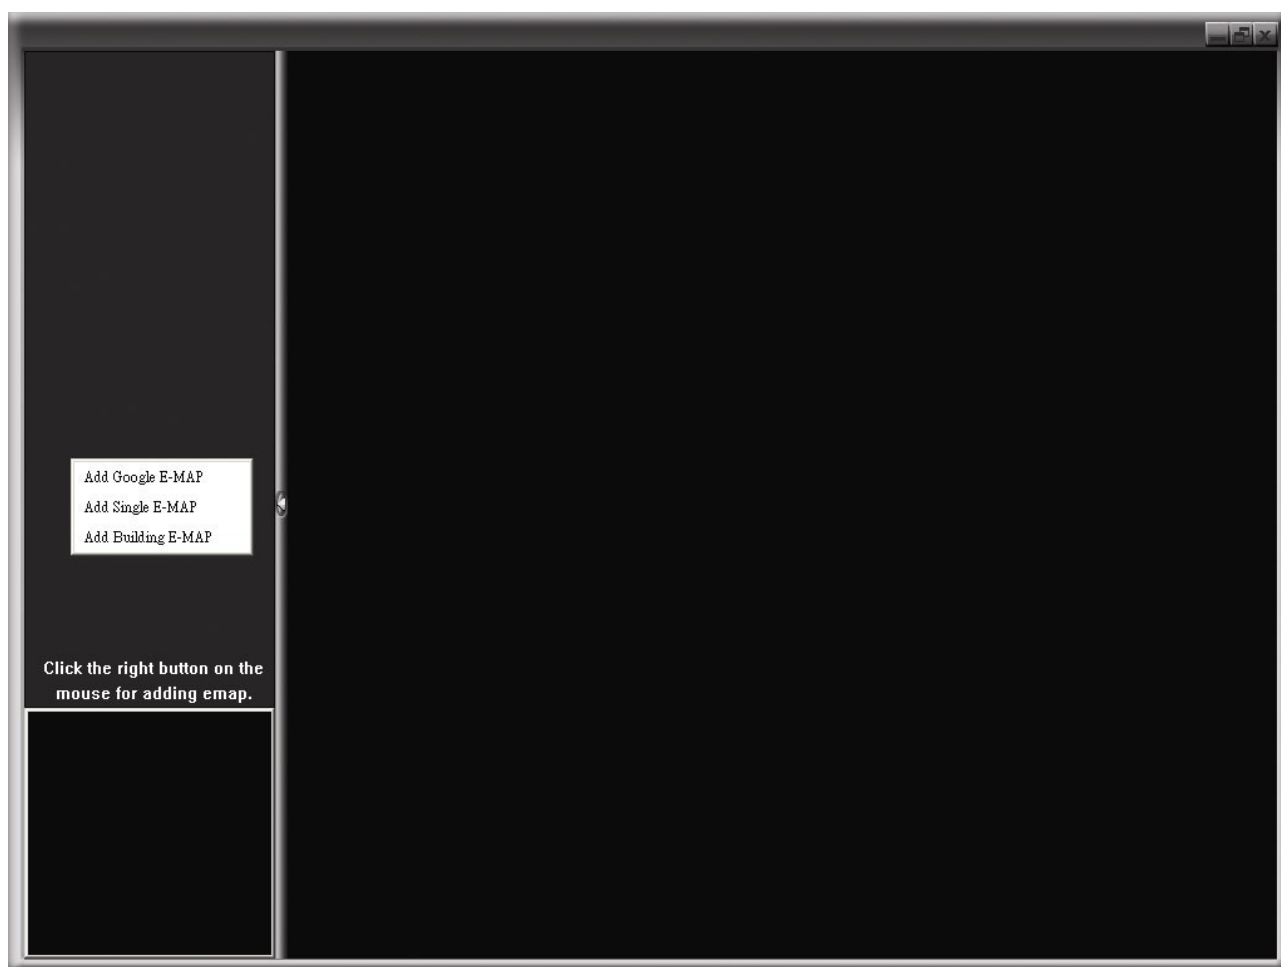 Add Google E-MAP
Add Single E-MAP
Add Building E-MAP
Click the right button on the
mouse for adding emap.